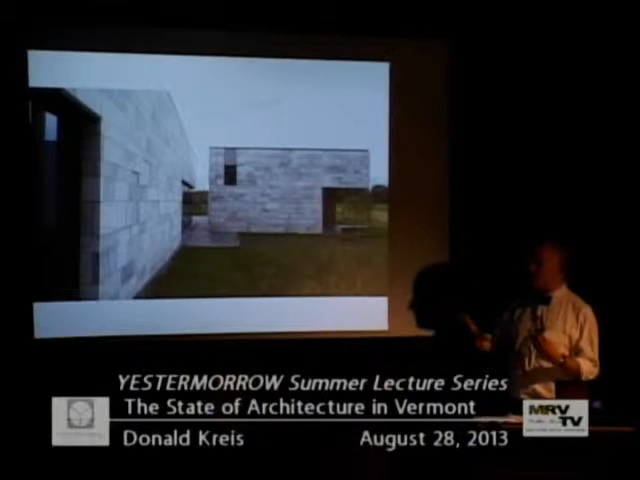 YESTERMORROW Summer Lecture Series
The State of Architecture in Vermont
Donald Kreis August 28, 2013
MRV
TV